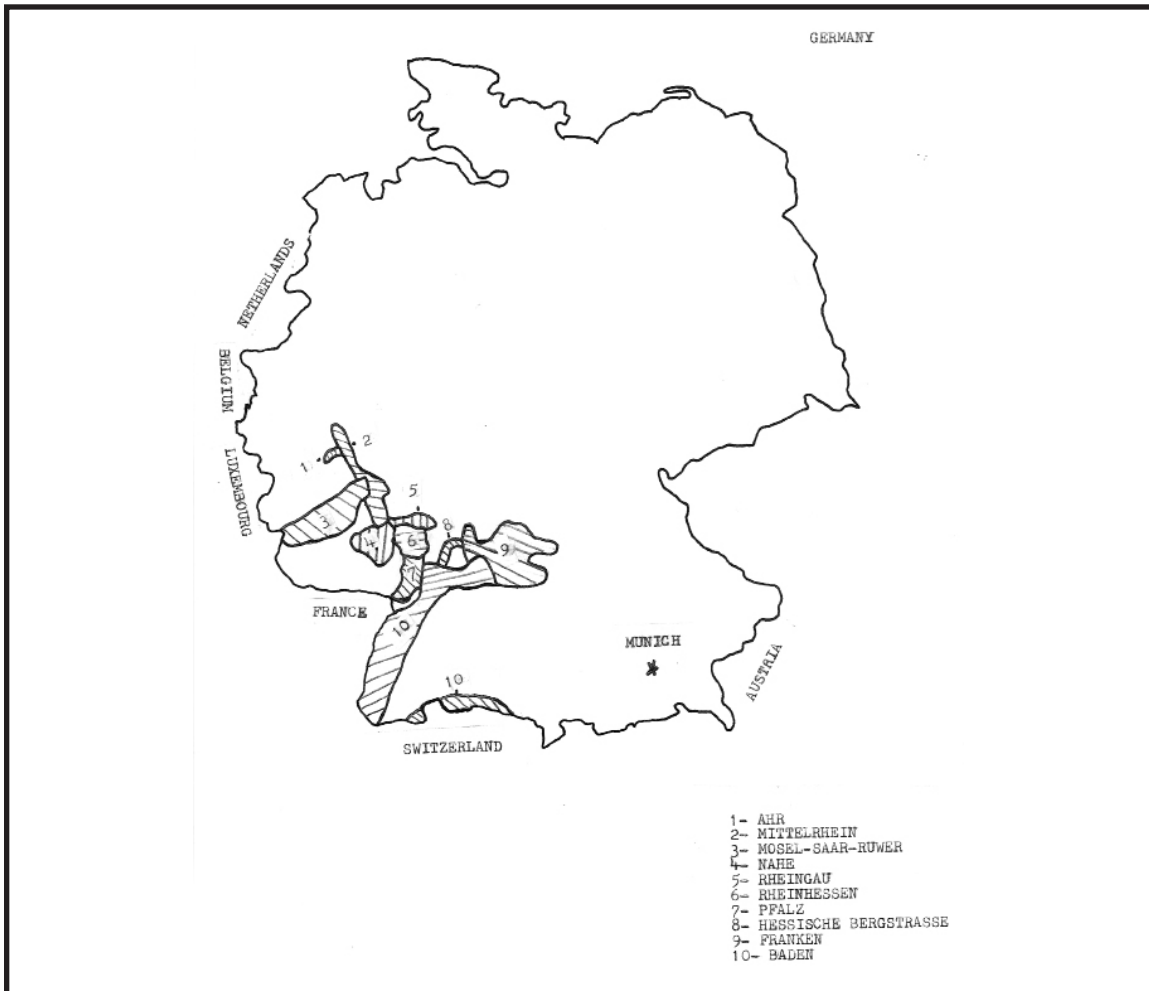 GERMANY
NETHERLANDS
BELGIUM
LUXEMBOURG
1
2
3
4
5
6
7
8
9
10
FRANCE
10
MUNICH
AUSTRIA
SWITZERLAND
1- AHR
2- MITTELRHEIN
3- MOSEL-SAAR-RUWER
4- NAHE
5- RHEINGAU
6- RHEINHESSEN
7- PFALZ
8- HESSISCHE BERGSTRASSE
9- FRANKEN
10- BADEN